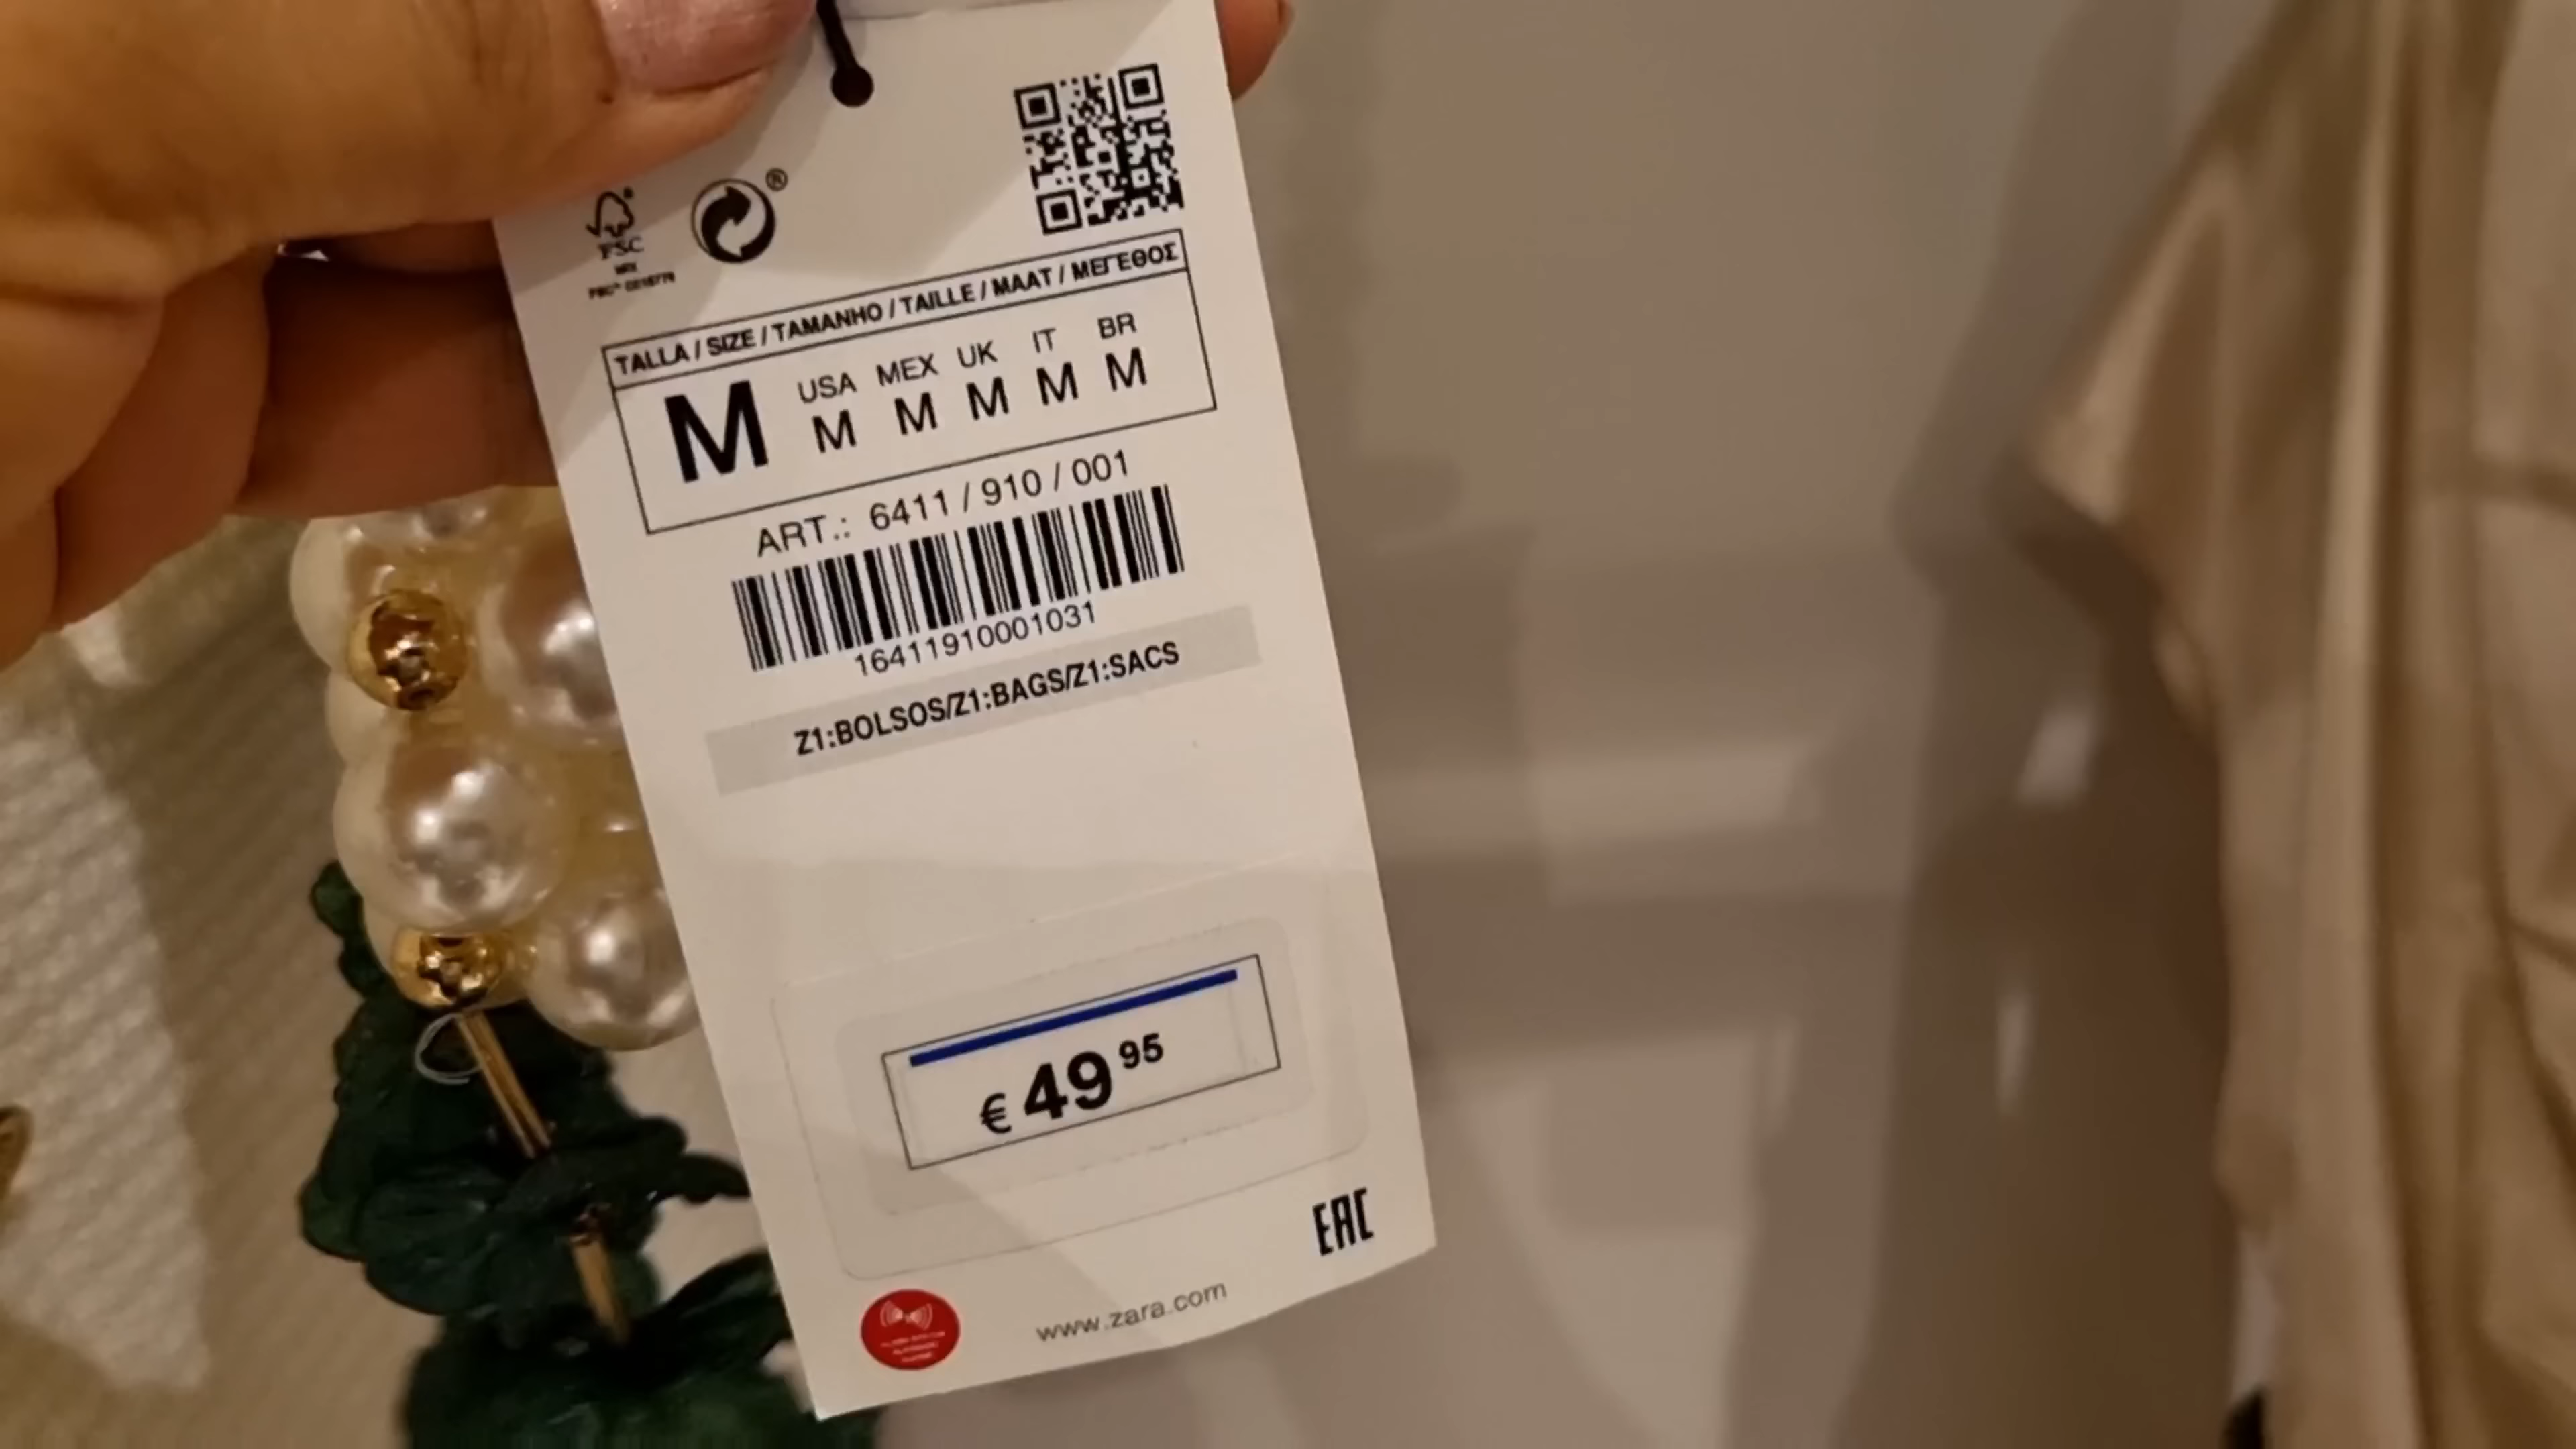 ®
FSC
MIX
TALLA / SIZE / TAMANHO / TAILLE / MAAT / ΜΕΓΕΘΟΣ
M
USA MEX UK IT BR
M M M M M
ART.: 6411 / 910 / 001
16411910001031
Z1:BOLSOS/Z1:BAGS/Z1:SACS
€ 49 95
EAC
www.zara.com